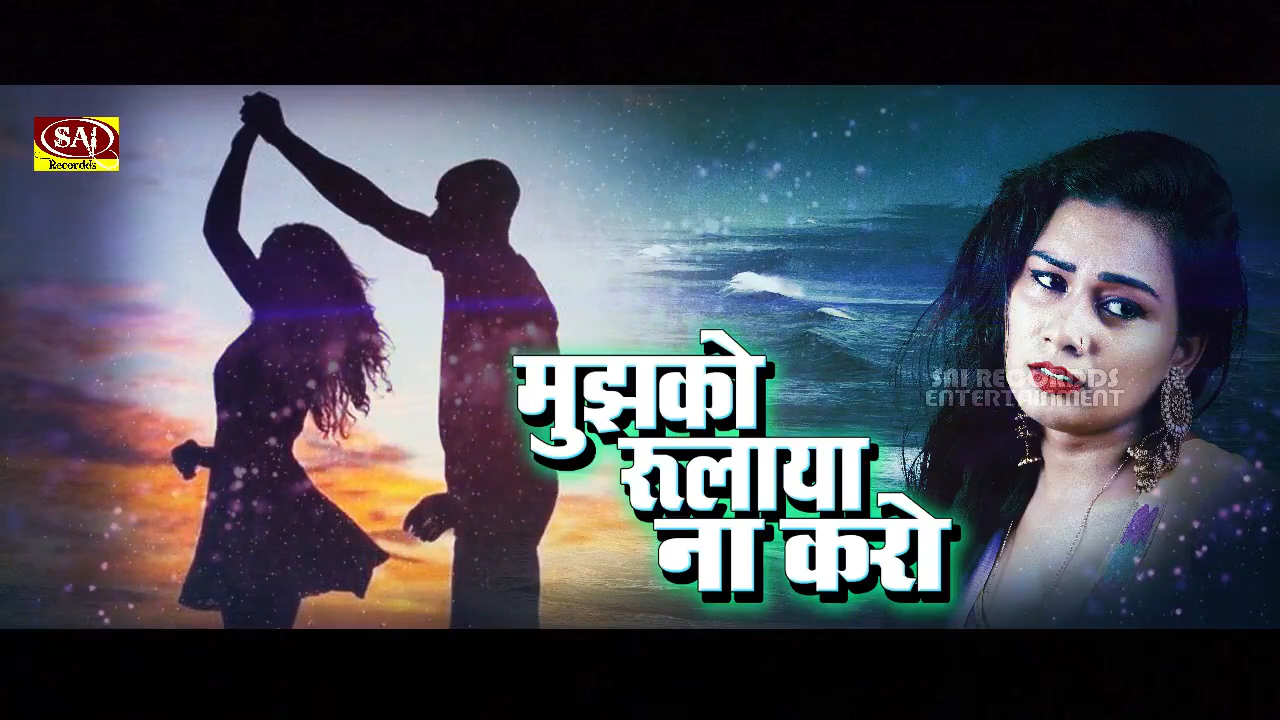 SAI
Recordds
मुझको
रुलाया
ना करो
SAI RECORDDS
ENTERTAINMENT